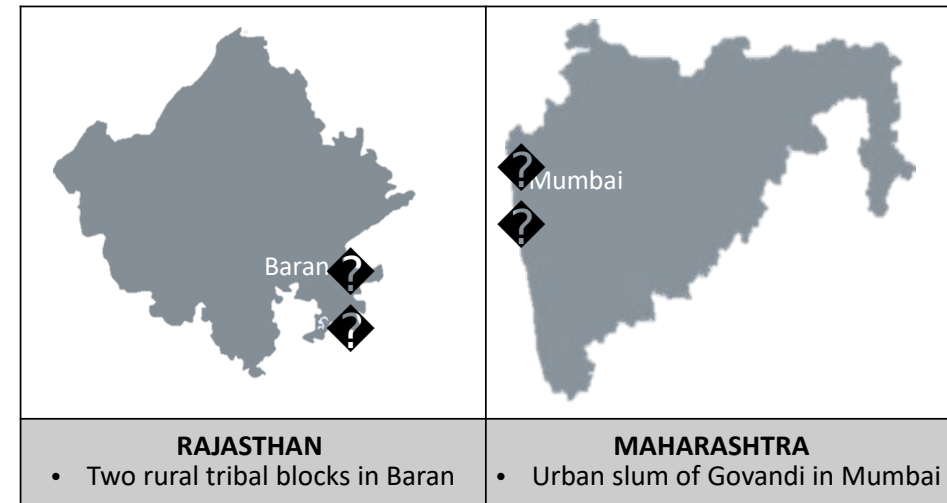 Baran
�
�
�
Mumbai
�
RAJASTHAN
• Two rural tribal blocks in Baran
MAHARASHTRA
• Urban slum of Govandi in Mumbai